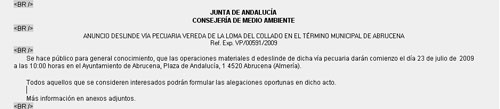 <BR />
JUNTA DE ANDALUCÍA
CONSEJERÍA DE MEDIO AMBIENTE
<BR />
ANUNCIO DESLINDE VÍA PECUARIA VEREDA DE LA LOMA DEL COLLADO EN EL TÉRMINO MUNICIPAL DE ABRUCENA
Ref. Exp. VP/00591/2009
<BR />
Se hace público para general conocimiento, que las operaciones materiales d edeslinde de dicha vía pecuaria darán comienzo el día 23 de julio de 2009
a las 10:00 horas en el Ayuntamiento de Abrucena, Plaza de Andalucía, 1 4520 Abrucena (Almería).
Todos aquellos que se consideren interesados podrán formular las alegaciones oportunas en dicho acto.
Más información en anexos adjuntos.
<BR />